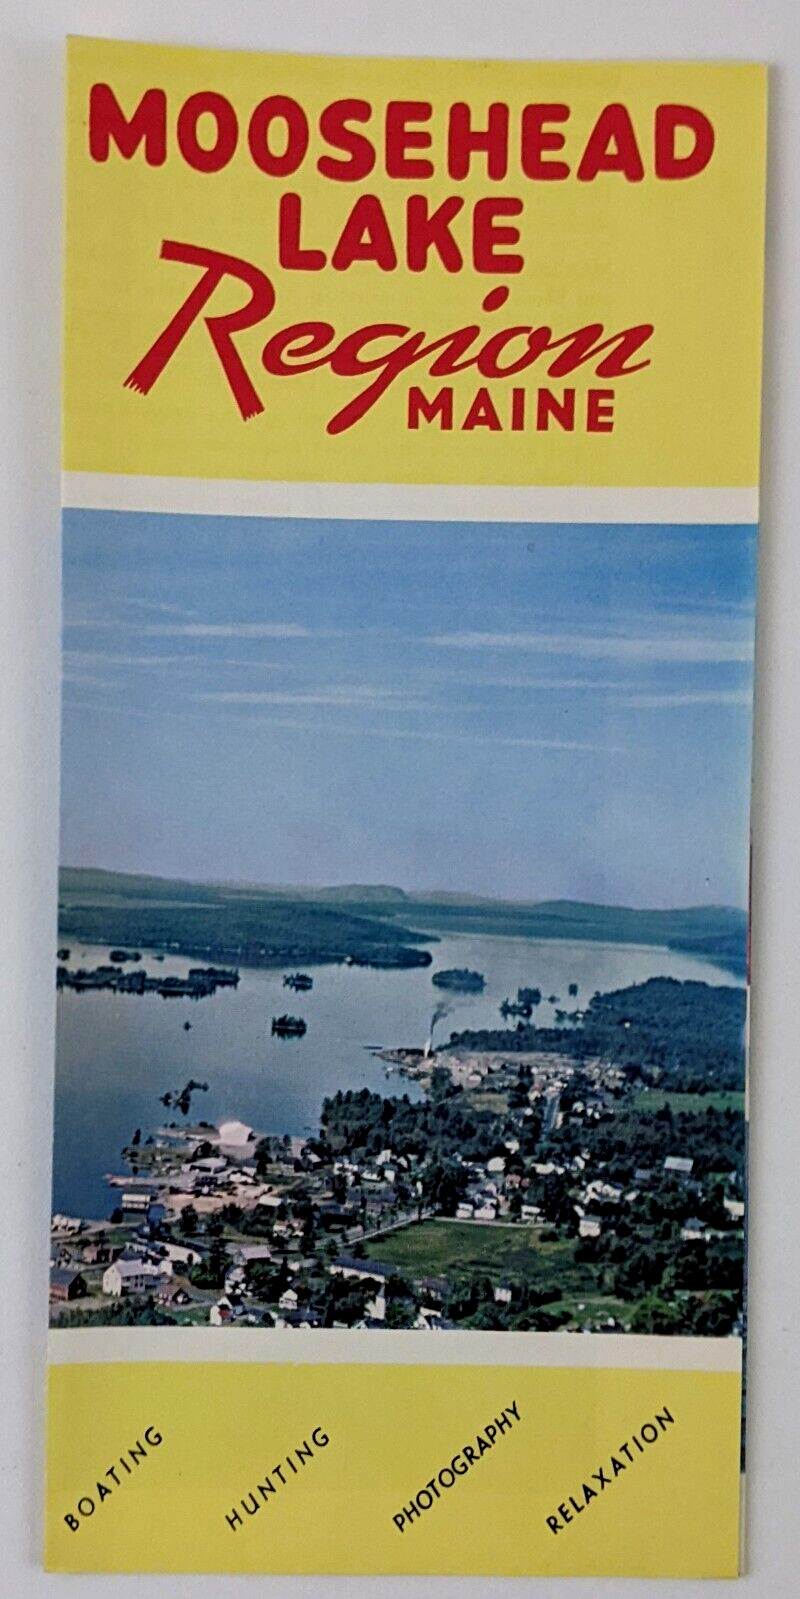 MOOSEHEAD
LAKE
Region
MAINE
BOATING
HUNTING
PHOTOGRAPHY
RELAXATION